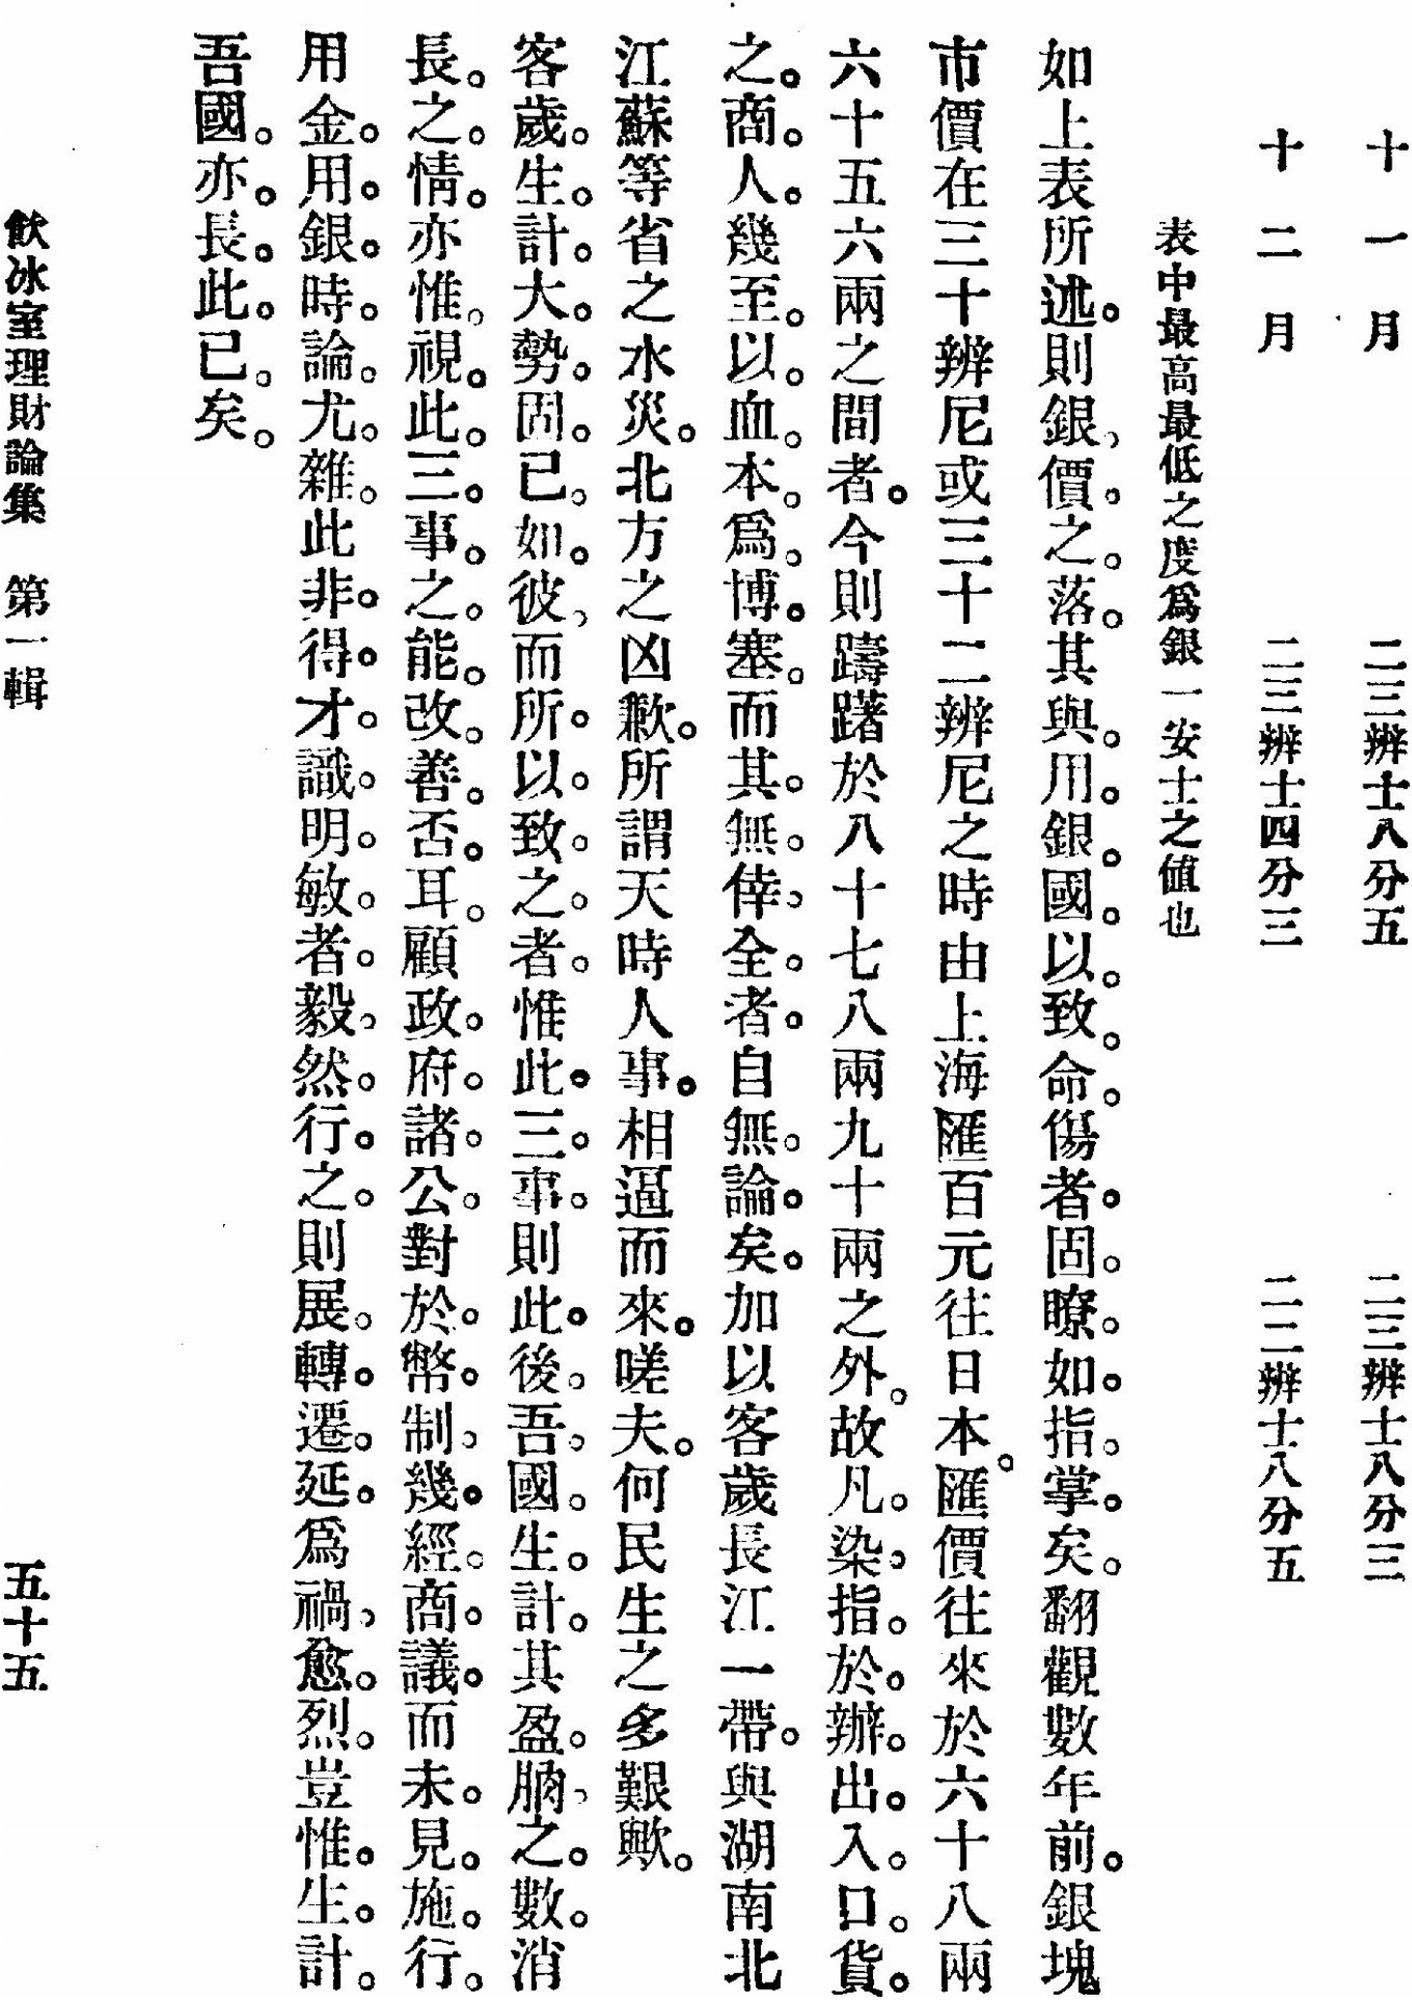 十一月　二三辨士八分五　二三辨士八分三
十二月　二三辨士四分三　二二辨士八分五
表中最高最低之度爲銀一安士之値也
如上表所述。則銀。價。之。落。其與。用。銀。國。以。致。命。傷者。固。瞭。如。指。掌。矣。翻觀數年前。銀塊
市價在三十辨尼或三十二辨尼之時由上海匯百元往日本。匯價往來於六十八兩
六十五六兩之間者。今則躊躇於八十七八兩九十兩之外。故凡。染。指。於。辦。出。入。口。貨。
之。商。人。幾至。以。血。本。爲。博。塞。而其。無。倖。全。者。自無。論。矣。加以客歲長江一帶。與湖南北
江蘇等省之水災。北方之凶歉。所謂天時人事。相逼而來。嗟夫。何民生之多艱歟。
客歲。生。計。大。勢。固。已。如。彼。而所。以。致。之。者。惟此。三。事。則此。後。吾。國。生。計。其盈。朒。之。數。消
長。之。情。亦惟。視。此。三。事。之。能。改。善。否。耳。顧政。府。諸。公。對於。幣。制。幾。經。商。議。而未。見。施。行。
用金。用。銀。時。論。尤。雜。此非。得。才。識。明。敏。者。毅。然。行。之。則展。轉。遷。延。爲禍。愈。烈。豈惟。生。計。
吾國。亦。長。此。已。矣。
飲冰室理財論集　第一輯　五十五